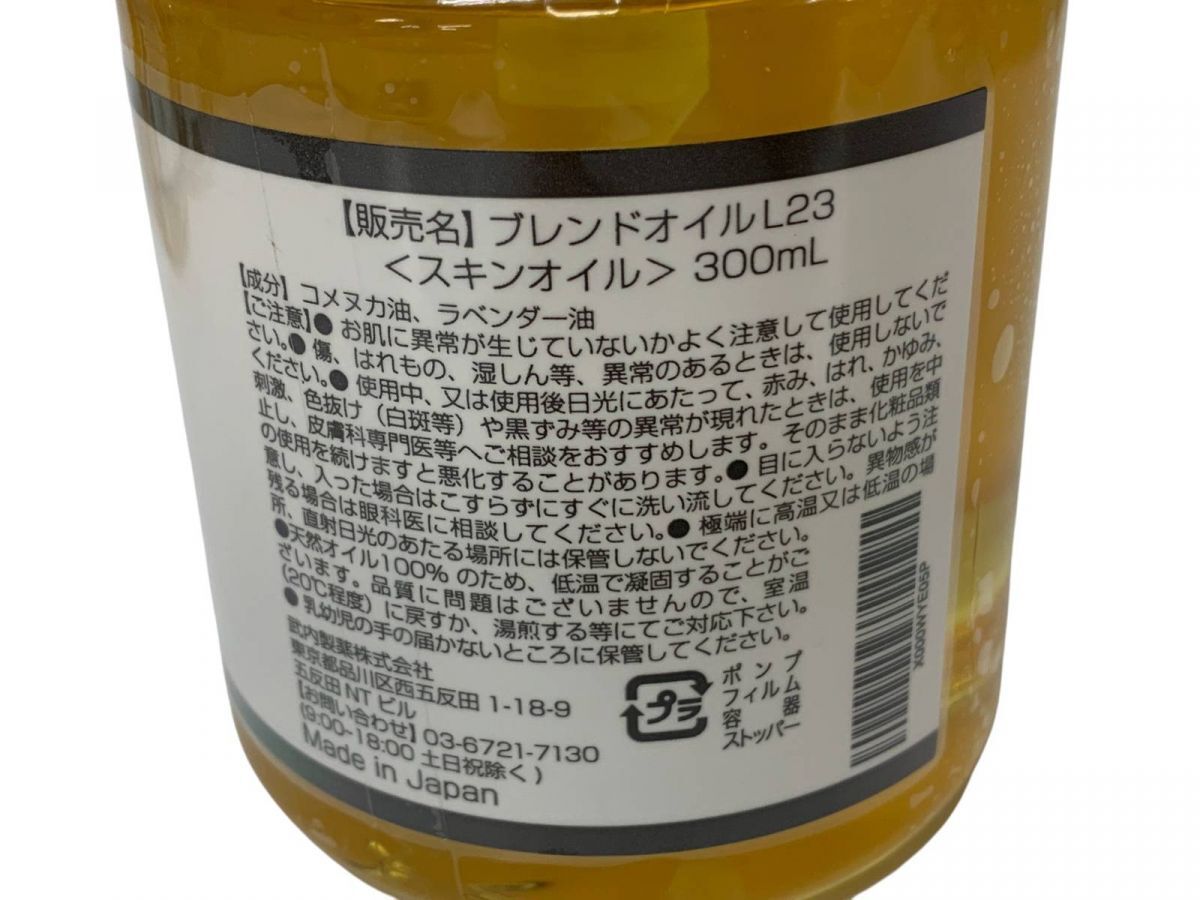 【販売名】ブレンドオイルL23
＜スキンオイル＞ 300mL
【成分】コメヌカ油、ラベンダー油
【ご注意】● お肌に異常が生じていないかよく注意して使用してくだ
さい。● 傷、はれもの、湿しん等、異常のあるときは、使用しないで
ください。● 使用中、又は使用後日光にあたって、赤み、はれ、かゆみ、
刺激、色抜け（白斑等）や黒ずみ等の異常が現れたときは、使用を中
止し、皮膚科専門医等へご相談をおすすめします。そのまま化粧品類
の使用を続けますと悪化することがあります。● 目に入らないよう注
意し、入った場合はこすらずにすぐに洗い流してください。異物感が
残る場合は眼科医に相談してください。● 極端に高温又は低温の場
所、直射日光のあたる場所には保管しないでください。
●天然オイル100% のため、低温で凝固することがご
ざいます。品質に問題はございませんので、室温
(20℃程度) に戻すか、湯煎する等にてご対応下さい。
● 乳幼児の手の届かないところに保管してください。
武内製薬株式会社
東京都品川区西五反田 1-18-9
五反田 NT ビル
【お問い合わせ】03-6721-7130
(9:00~18:00 土日祝除く)
Made in Japan
プラ
ポンプ
フィルム
容器
ストッパー
X000WYE05P